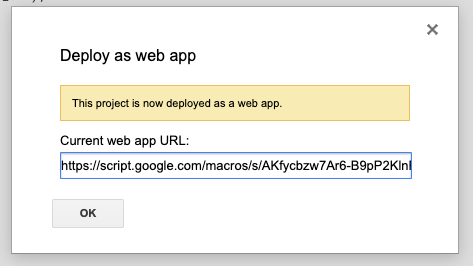 Deploy as web app
This project is now deployed as a web app.
Current web app URL:
https://script.google.com/macros/s/AKfycbzw7Ar6-B9pP2Kln
OK